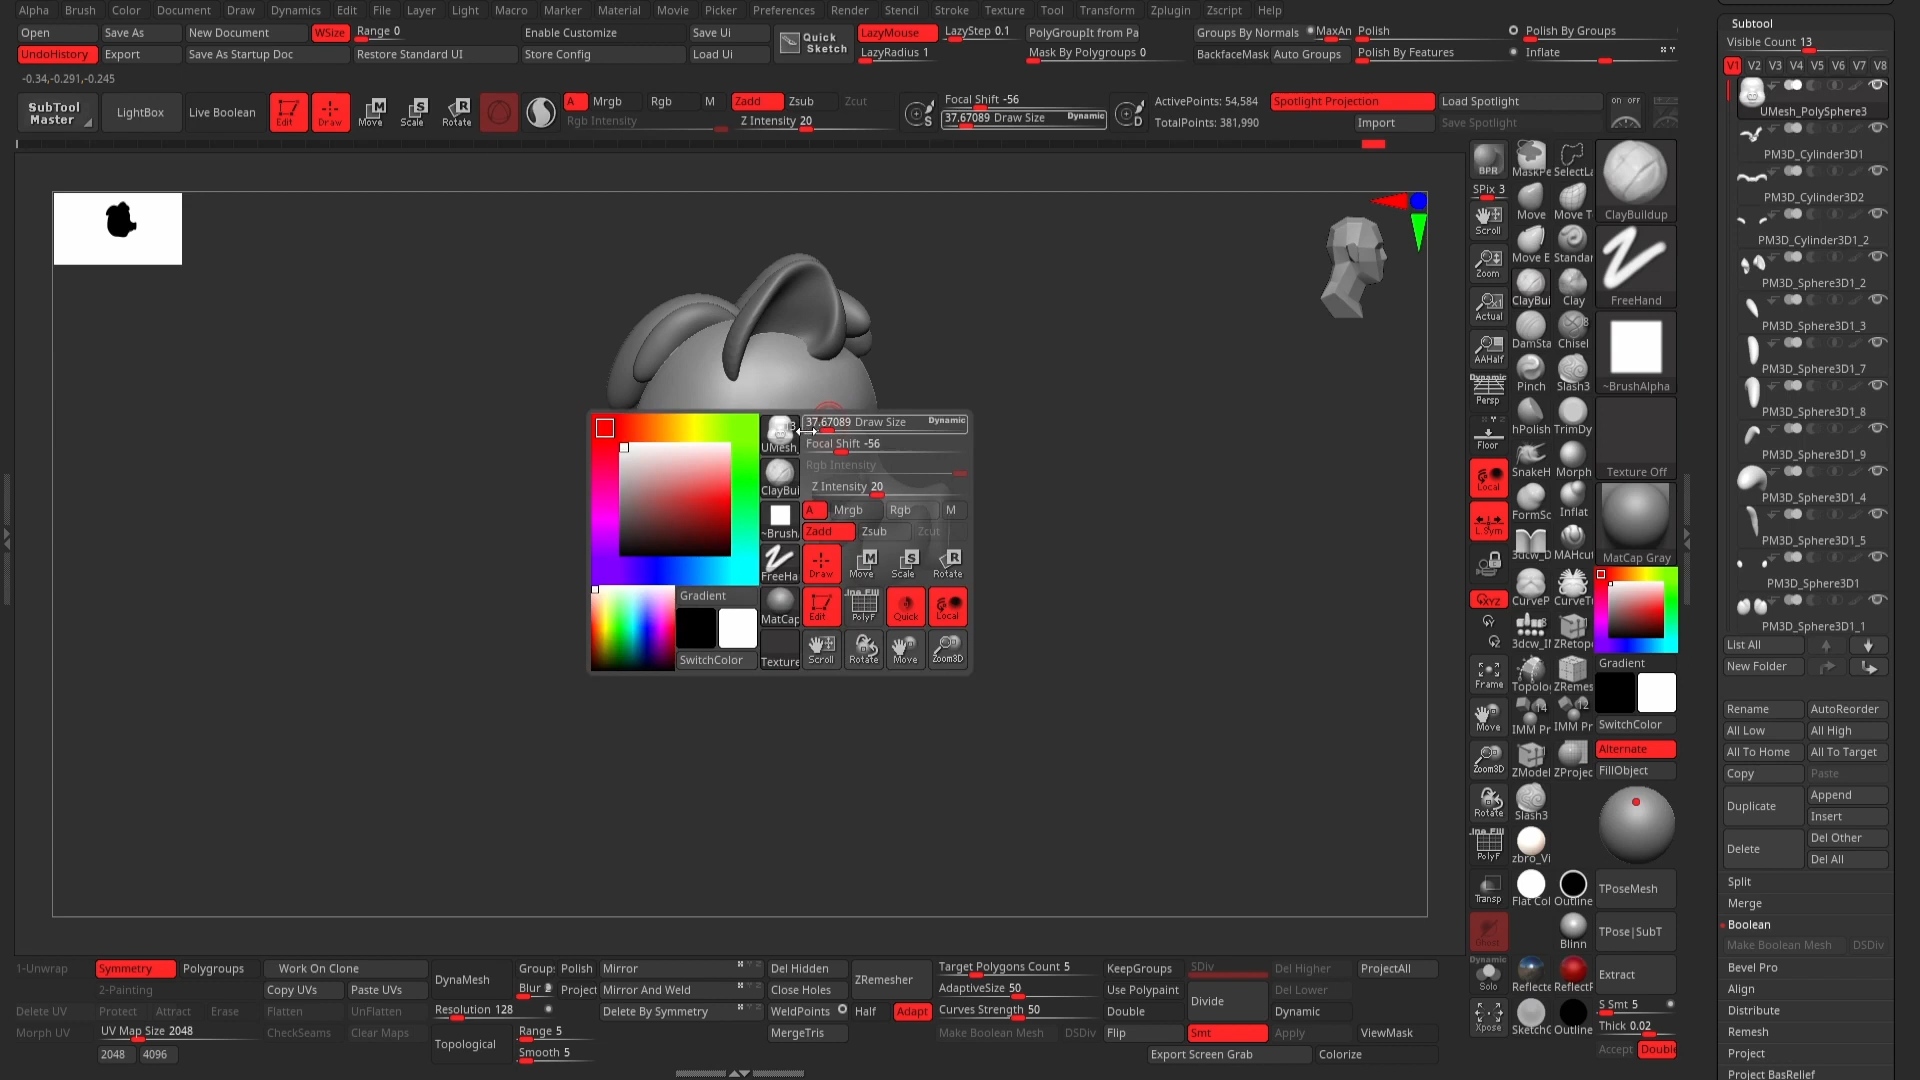 Alpha Brush Color Document Draw Dynamics Edit File Layer Light Macro Marker Material Movie Picker Preferences Render Stencil Stroke Texture Tool Transform Zplugin Zscript Help
Open Save As New Document WSize Range 0 Enable Customize Save Ui
UndoHistory Export Save As Startup Doc Restore Standard UI Store Config Load Ui
Quick Sketch
LazyMouse LazyStep 0.1 PolyGroupIt from Pa Groups By Normals MaxAn Polish Polish By Groups
LazyRadius 1 Mask By Polygroups 0 BackfaceMask Auto Groups Polish By Features Inflate
-0.34,-0.291,-0.245
SubTool Master LightBox Live Boolean Edit Draw Move Scale Rotate
A Mrgb Rgb M Zadd Zsub Zcut
Rgb Intensity Z Intensity 20
Focal Shift -56
37.67089 Draw Size Dynamic
ActivePoints: 54,584
TotalPoints: 381,990
Spotlight Projection Load Spotlight
Import Save Spotlight
ON OFF
37.67089 Draw Size Dynamic
Focal Shift -56
Rgb Intensity
Z Intensity 20
A Mrgb Rgb M
Zadd Zsub Zcut
Draw Move Scale Rotate
Edit PolyF Quick Local
Scroll Rotate Move Zoom3D
UMesh_
ClayBui
~Brush
FreeHa
MatCap
Texture
Gradient
SwitchColor
BPR
SPix 3
Scroll
Zoom
Actual
AAHalf
Dynamic
Persp
Floor
Local
L.Sym
XYZ
Frame
Move
Zoom3D
Rotate
Line Fill
PolyF
Transp
Ghost
Dynamic
Solo
Xpose
MaskPe SelectLa
Move Move T
Move E Standar
ClayBui Clay
DamSta Chisel
Pinch Slash3
hPolish TrimDy
SnakeH Morph
FormSc Inflat
3dcw_D MAHcut
CurveP CurveTu
3dcw_If ZRetop
Topolo ZRemes
IMM Pr IMM Pr
ZModel ZProjec
Slash3
zbro_Vi
Flat Col Outline
Blinn
Reflecte ReflectF
SketchC Outline
ClayBuildup
FreeHand
~BrushAlpha
Texture Off
MatCap Gray
Gradient
SwitchColor
Alternate
FillObject
TPoseMesh
TPose|SubT
Extract
S Smt 5
Thick 0.02
Accept Double
Subtool
Visible Count 13
V1 V2 V3 V4 V5 V6 V7 V8
UMesh_PolySphere3
PM3D_Cylinder3D1
PM3D_Cylinder3D2
PM3D_Cylinder3D1_2
PM3D_Sphere3D1_2
PM3D_Sphere3D1_3
PM3D_Sphere3D1_7
PM3D_Sphere3D1_8
PM3D_Sphere3D1_9
PM3D_Sphere3D1_4
PM3D_Sphere3D1_5
PM3D_Sphere3D1
PM3D_Sphere3D1_1
List All
New Folder
Rename AutoReorder
All Low All High
All To Home All To Target
Copy Paste
Duplicate Append
Insert
Delete Del Other
Del All
Split
Merge
Boolean
Make Boolean Mesh DSDiv
Bevel Pro
Align
Distribute
Remesh
Project
Project BasRelief
1-Unwrap Symmetry Polygroups Work On Clone
2-Painting Copy UVs Paste UVs
Delete UV Protect Attract Erase Flatten UnFlatten
Morph UV UV Map Size 2048 CheckSeams Clear Maps
2048 4096
DynaMesh Groups Polish
Blur 2 Project
Resolution 128
Topological Range 5
Smooth 5
Mirror Del Hidden
Mirror And Weld Close Holes
Delete By Symmetry WeldPoints
MergeTris
ZRemesher
Half Adapt
Target Polygons Count 5
AdaptiveSize 50
Curves Strength 50
Make Boolean Mesh DSDiv
KeepGroups
Use Polypaint
Double
Flip
SDiv Del Higher ProjectAll
Divide Del Lower
Dynamic
Smt Apply ViewMask
Export Screen Grab Colorize